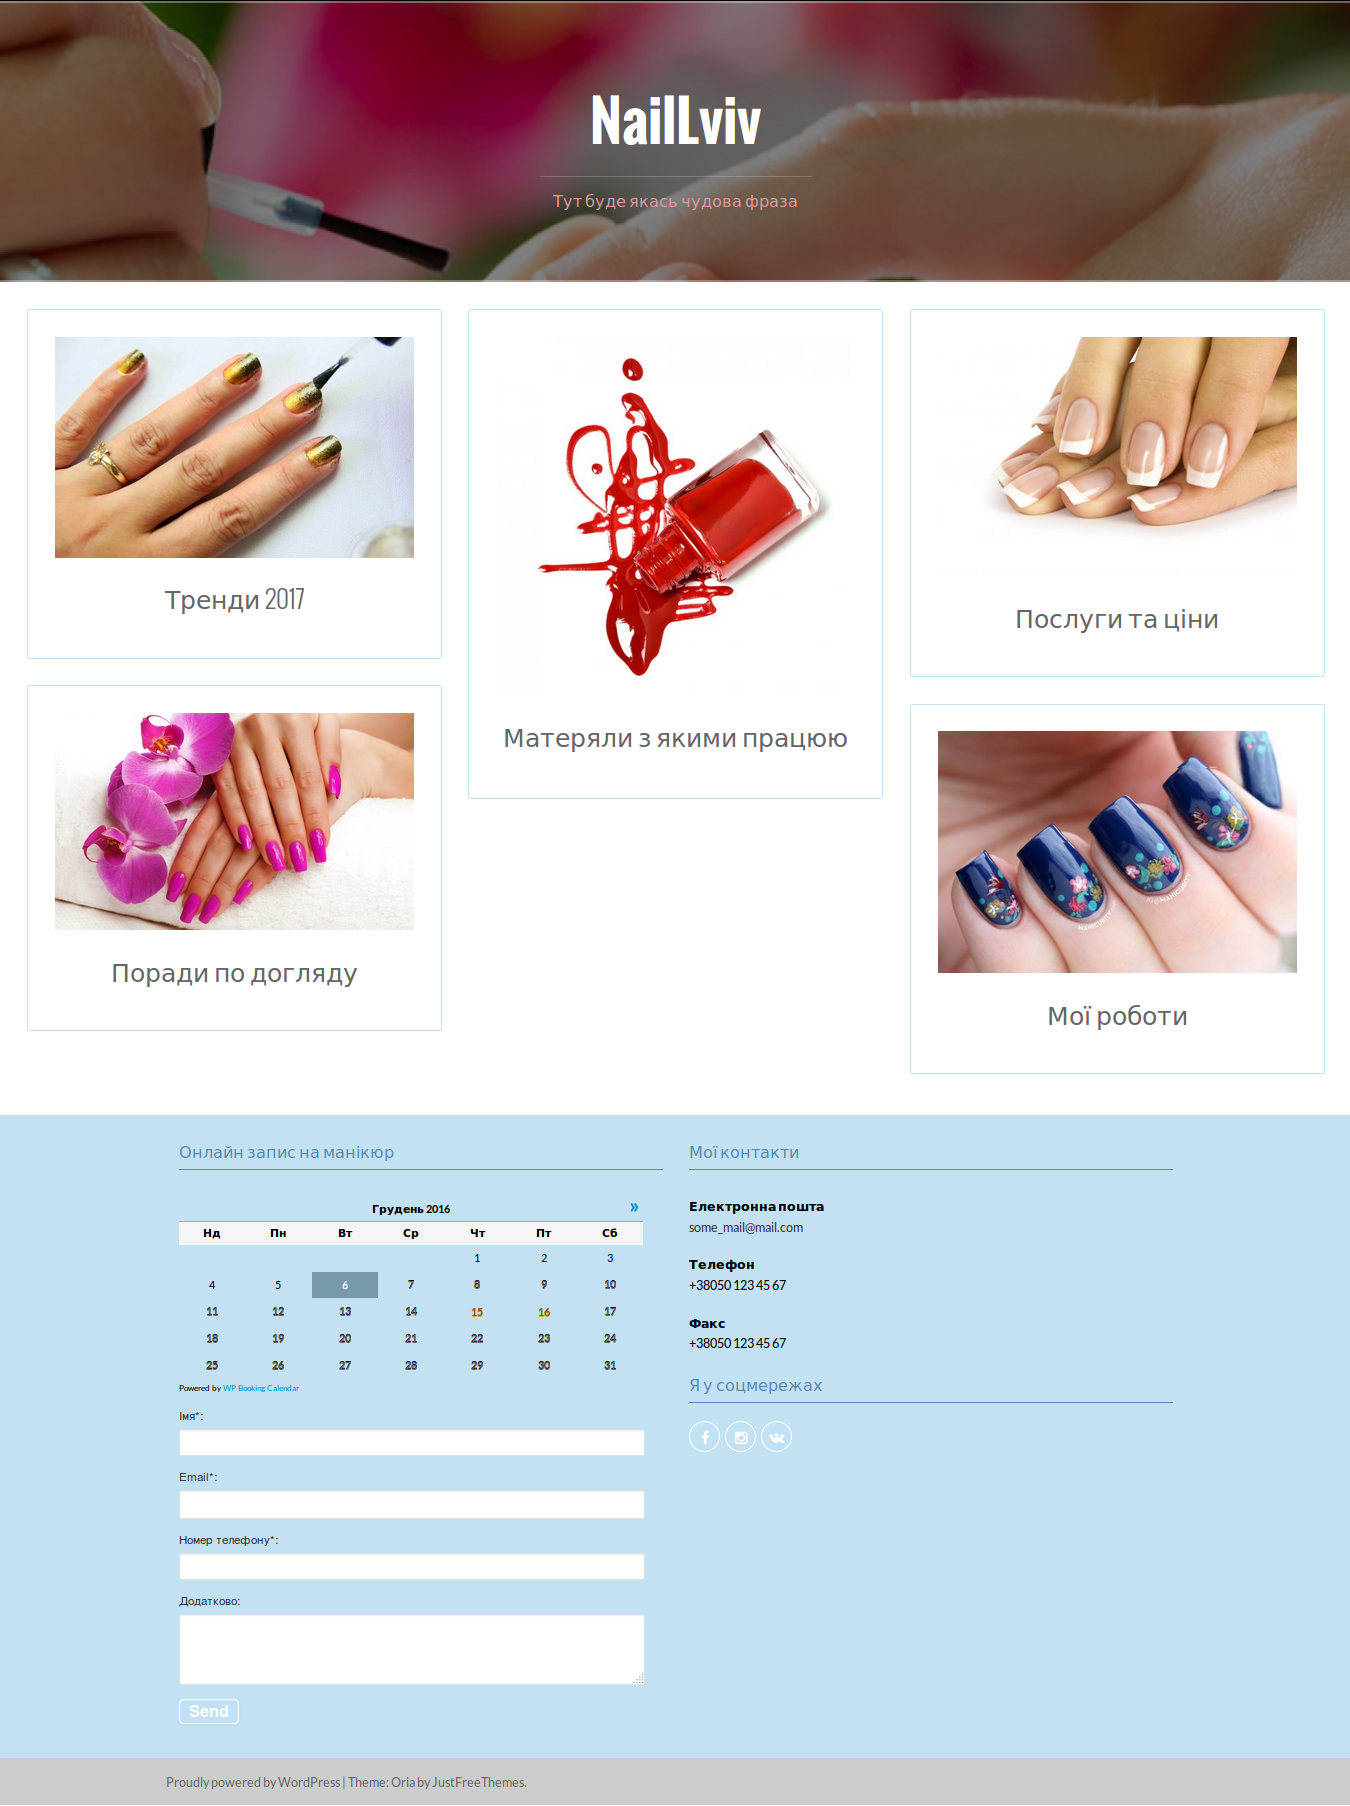 NailLviv
Тут буде якась чудова фраза
Тренди 2017
Матеряли з якими працюю
Послуги та ціни
Поради по догляду
MANICURITY
JG@MANICURITY
Мої роботи
Онлайн запис на манікюр
Грудень 2016 »
Нд Пн Вт Ср Чт Пт Сб
1 2 3
4 5 6 7 8 9 10
11 12 13 14 15 16 17
18 19 20 21 22 23 24
25 26 27 28 29 30 31
Powered by WP Booking Calendar
Імя*:
Email*:
Номер телефону*:
Додатково:
Send
Мої контакти
Електронна пошта
some_mail@mail.com
Телефон
+38050 123 45 67
Факс
+38050 123 45 67
Я у соцмережах
Proudly powered by WordPress | Theme: Oria by JustFreeThemes.